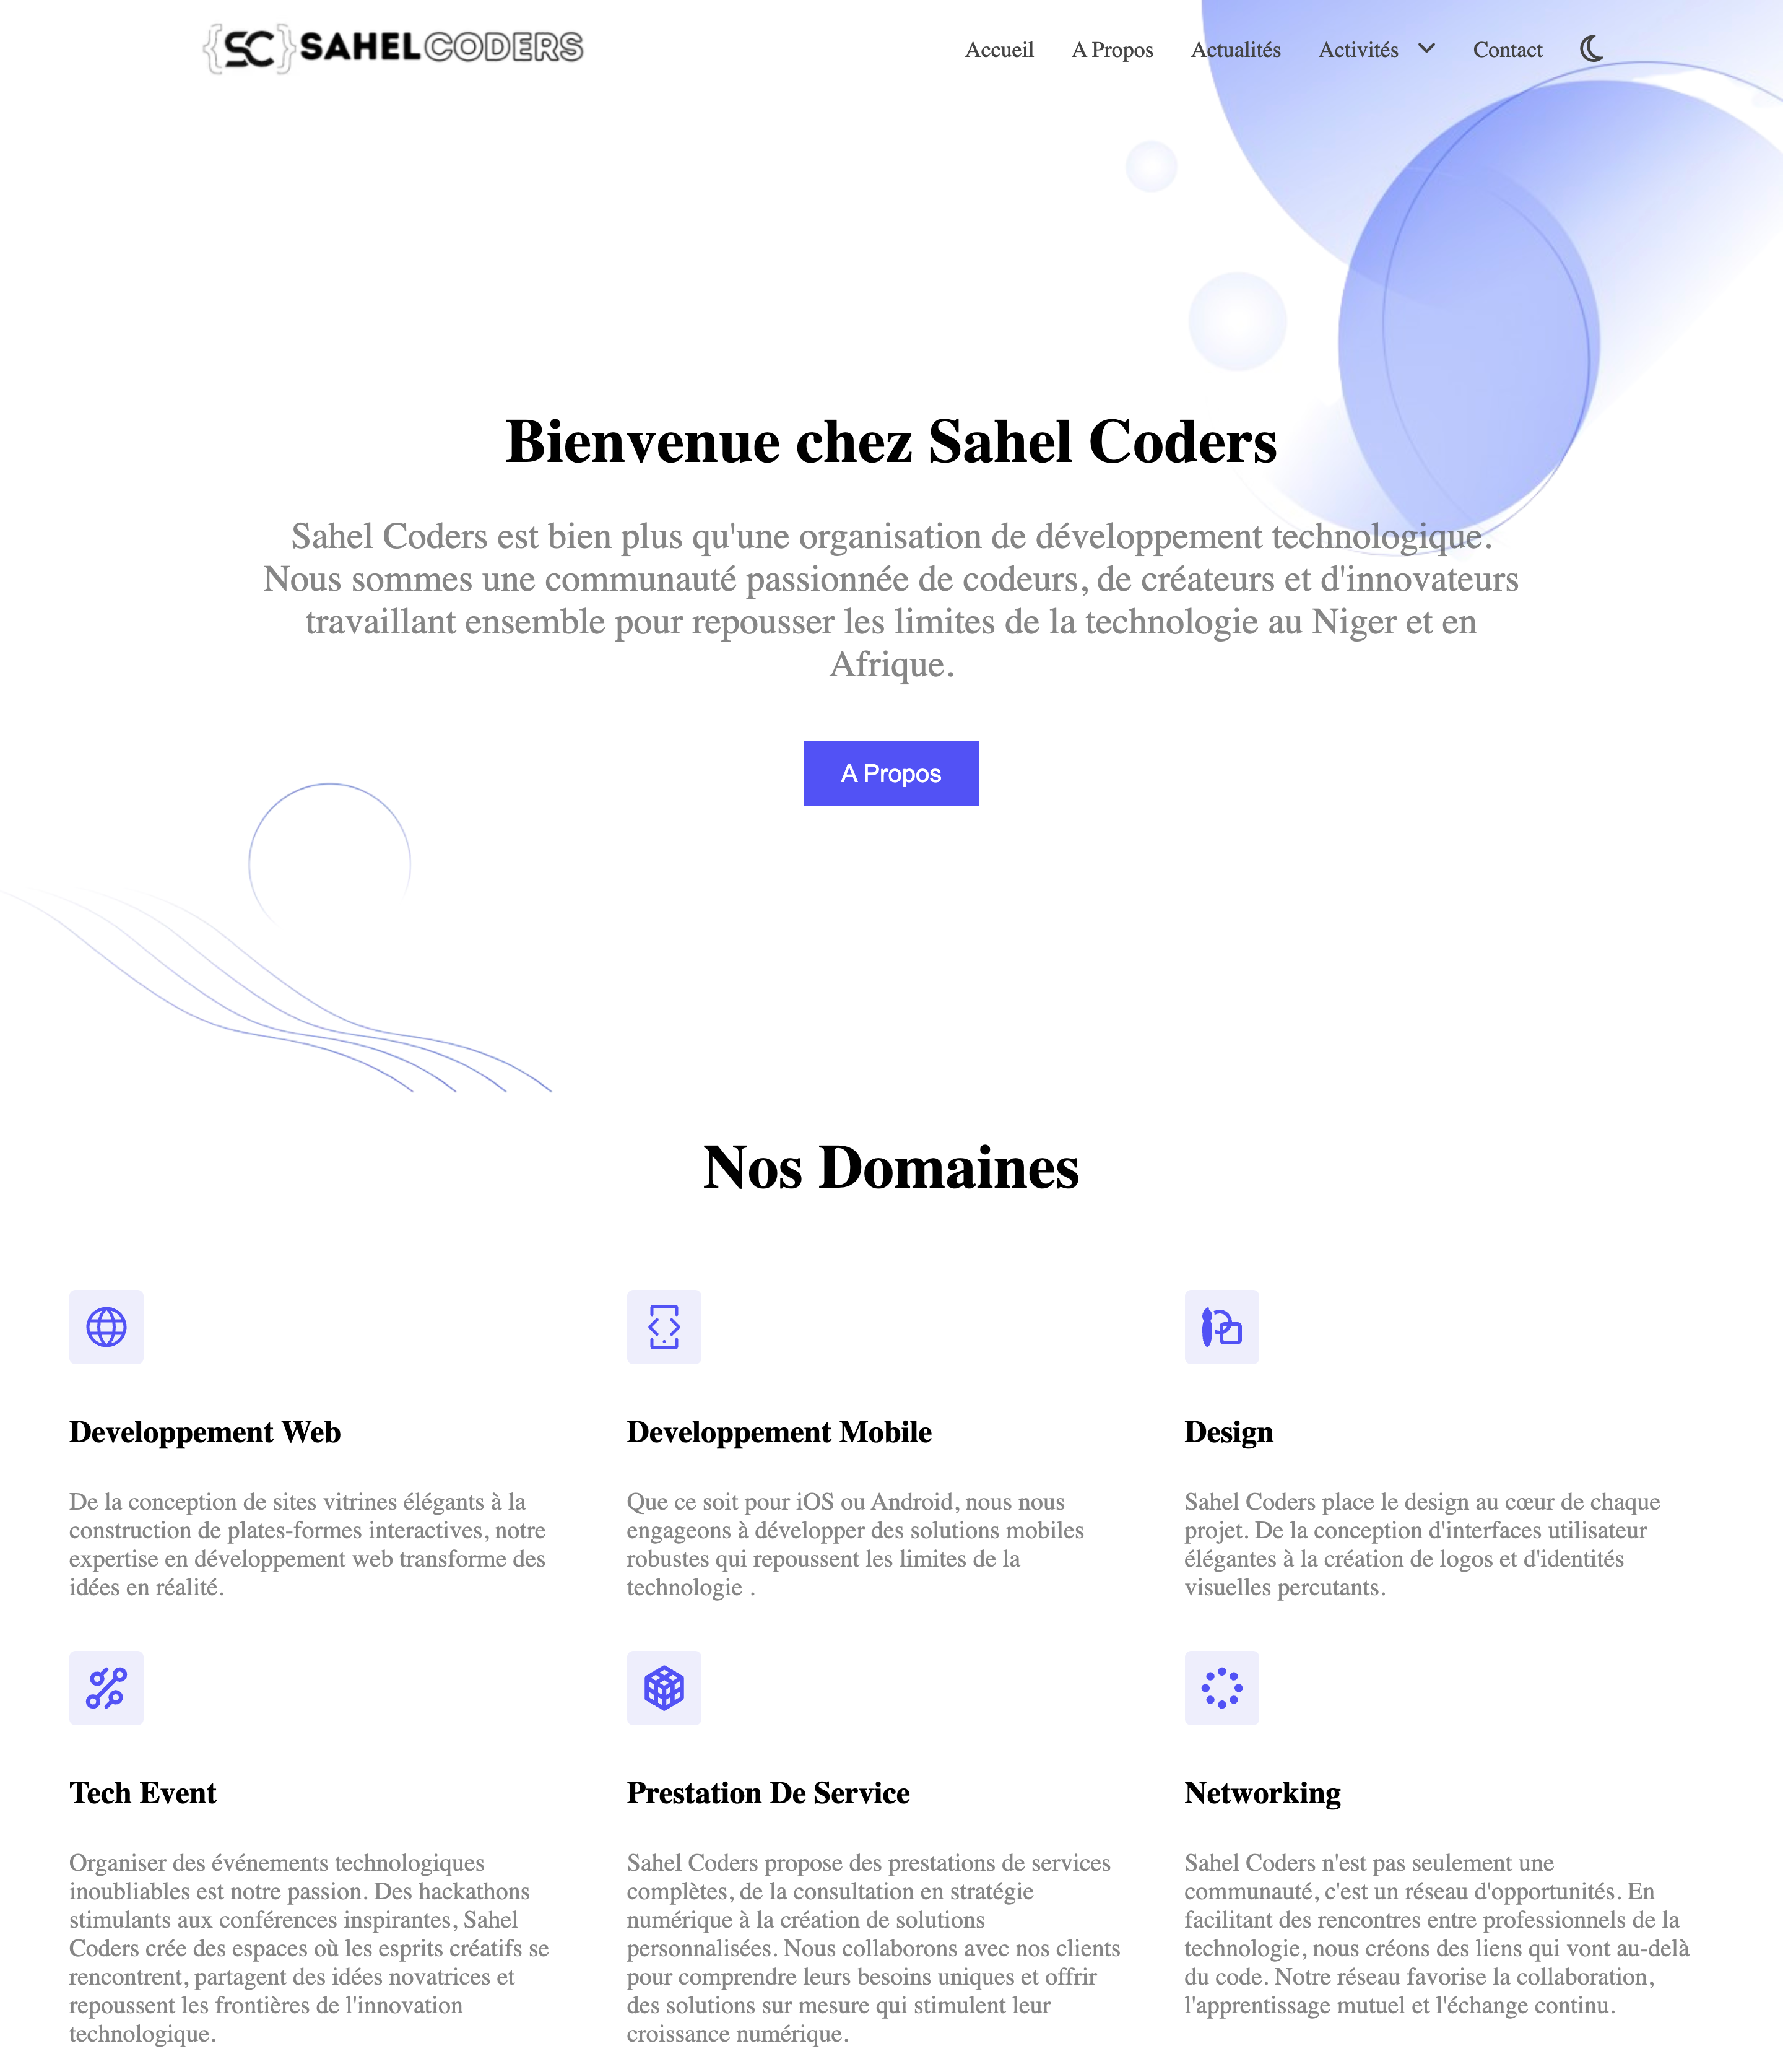 {SC} SAHEL CODERS
Accueil A Propos Actualités Activités Contact
Bienvenue chez Sahel Coders
Sahel Coders est bien plus qu'une organisation de développement technologique.
Nous sommes une communauté passionnée de codeurs, de créateurs et d'innovateurs
travaillant ensemble pour repousser les limites de la technologie au Niger et en
Afrique.
A Propos
Nos Domaines
Developpement Web
De la conception de sites vitrines élégants à la
construction de plates-formes interactives, notre
expertise en développement web transforme des
idées en réalité.
Developpement Mobile
Que ce soit pour iOS ou Android, nous nous
engageons à développer des solutions mobiles
robustes qui repoussent les limites de la
technologie .
Design
Sahel Coders place le design au cœur de chaque
projet. De la conception d'interfaces utilisateur
élégantes à la création de logos et d'identités
visuelles percutants.
Tech Event
Organiser des événements technologiques
inoubliables est notre passion. Des hackathons
stimulants aux conférences inspirantes, Sahel
Coders crée des espaces où les esprits créatifs se
rencontrent, partagent des idées novatrices et
repoussent les frontières de l'innovation
technologique.
Prestation De Service
Sahel Coders propose des prestations de services
complètes, de la consultation en stratégie
numérique à la création de solutions
personnalisées. Nous collaborons avec nos clients
pour comprendre leurs besoins uniques et offrir
des solutions sur mesure qui stimulent leur
croissance numérique.
Networking
Sahel Coders n'est pas seulement une
communauté, c'est un réseau d'opportunités. En
facilitant des rencontres entre professionnels de la
technologie, nous créons des liens qui vont au-delà
du code. Notre réseau favorise la collaboration,
l'apprentissage mutuel et l'échange continu.